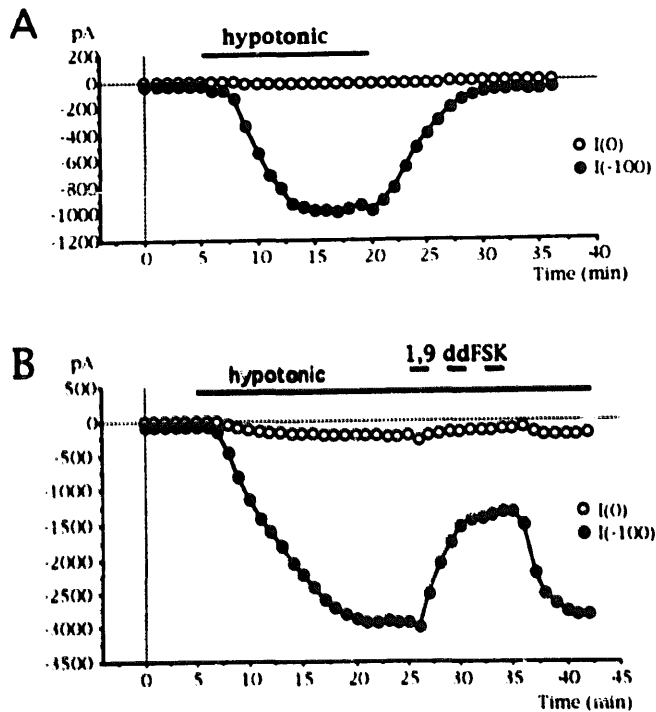 A
pA
hypotonic
200
0
-200
-400
-600
-800
-1000
-1200
I(0)
I(-100)
0 5 10 15 20 25 30 35 40
Time (min)
B
pA
1,9 ddFSK
hypotonic
500
0
-500
-1000
-1500
-2000
-2500
-3000
-3500
I(0)
I(-100)
0 5 10 15 20 25 30 35 40 45
Time (min)